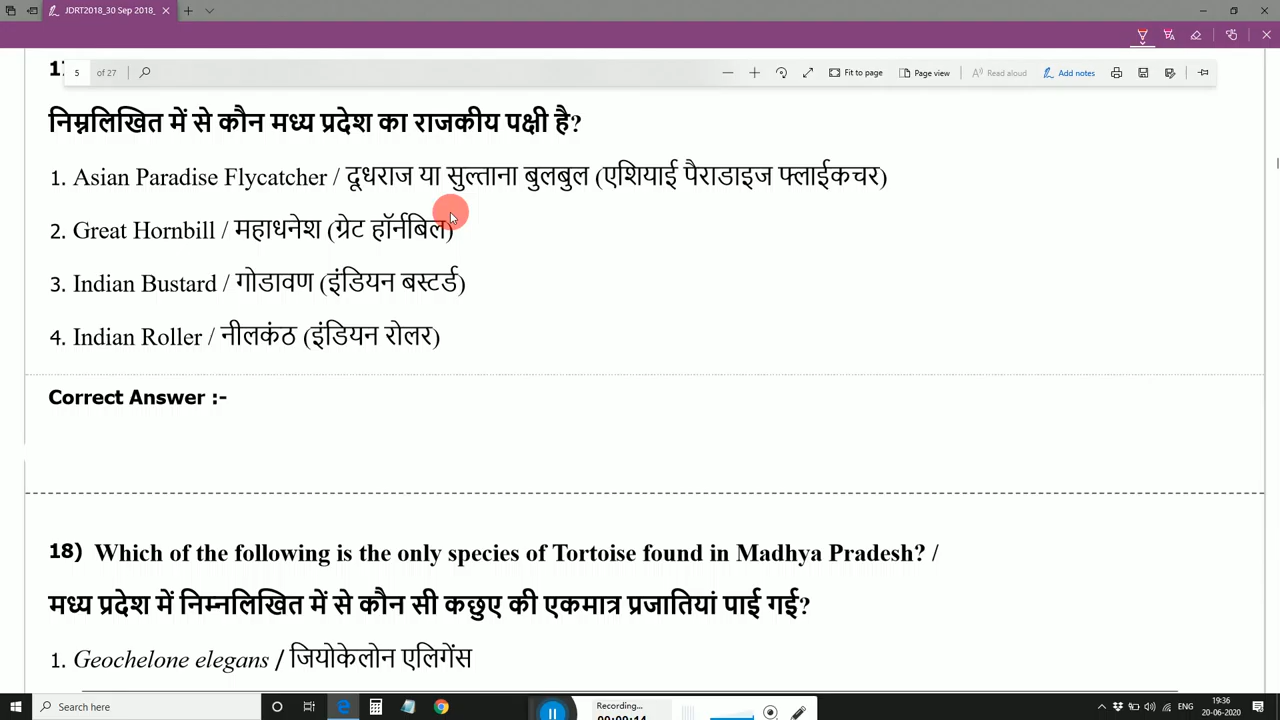 JDRT2018_30 Sep 2018_
5 of 27
Fit to page
Page view
Read aloud
Add notes
निम्नलिखित में से कौन मध्य प्रदेश का राजकीय पक्षी है?
1. Asian Paradise Flycatcher / दूधराज या सुल्ताना बुलबुल (एशियाई पैराडाइज फ्लाईकचर)
2. Great Hornbill / महाधनेश (ग्रेट हॉर्नबिल)
3. Indian Bustard / गोडावण (इंडियन बस्टर्ड)
4. Indian Roller / नीलकंठ (इंडियन रोलर)
Correct Answer :-
18) Which of the following is the only species of Tortoise found in Madhya Pradesh? /
मध्य प्रदेश में निम्नलिखित में से कौन सी कछुए की एकमात्र प्रजातियां पाई गई?
1. Geochelone elegans / जियोकेलोन एलिगेंस
Search here
Recording...
00:00:14
ENG
19:36
20-06-2020